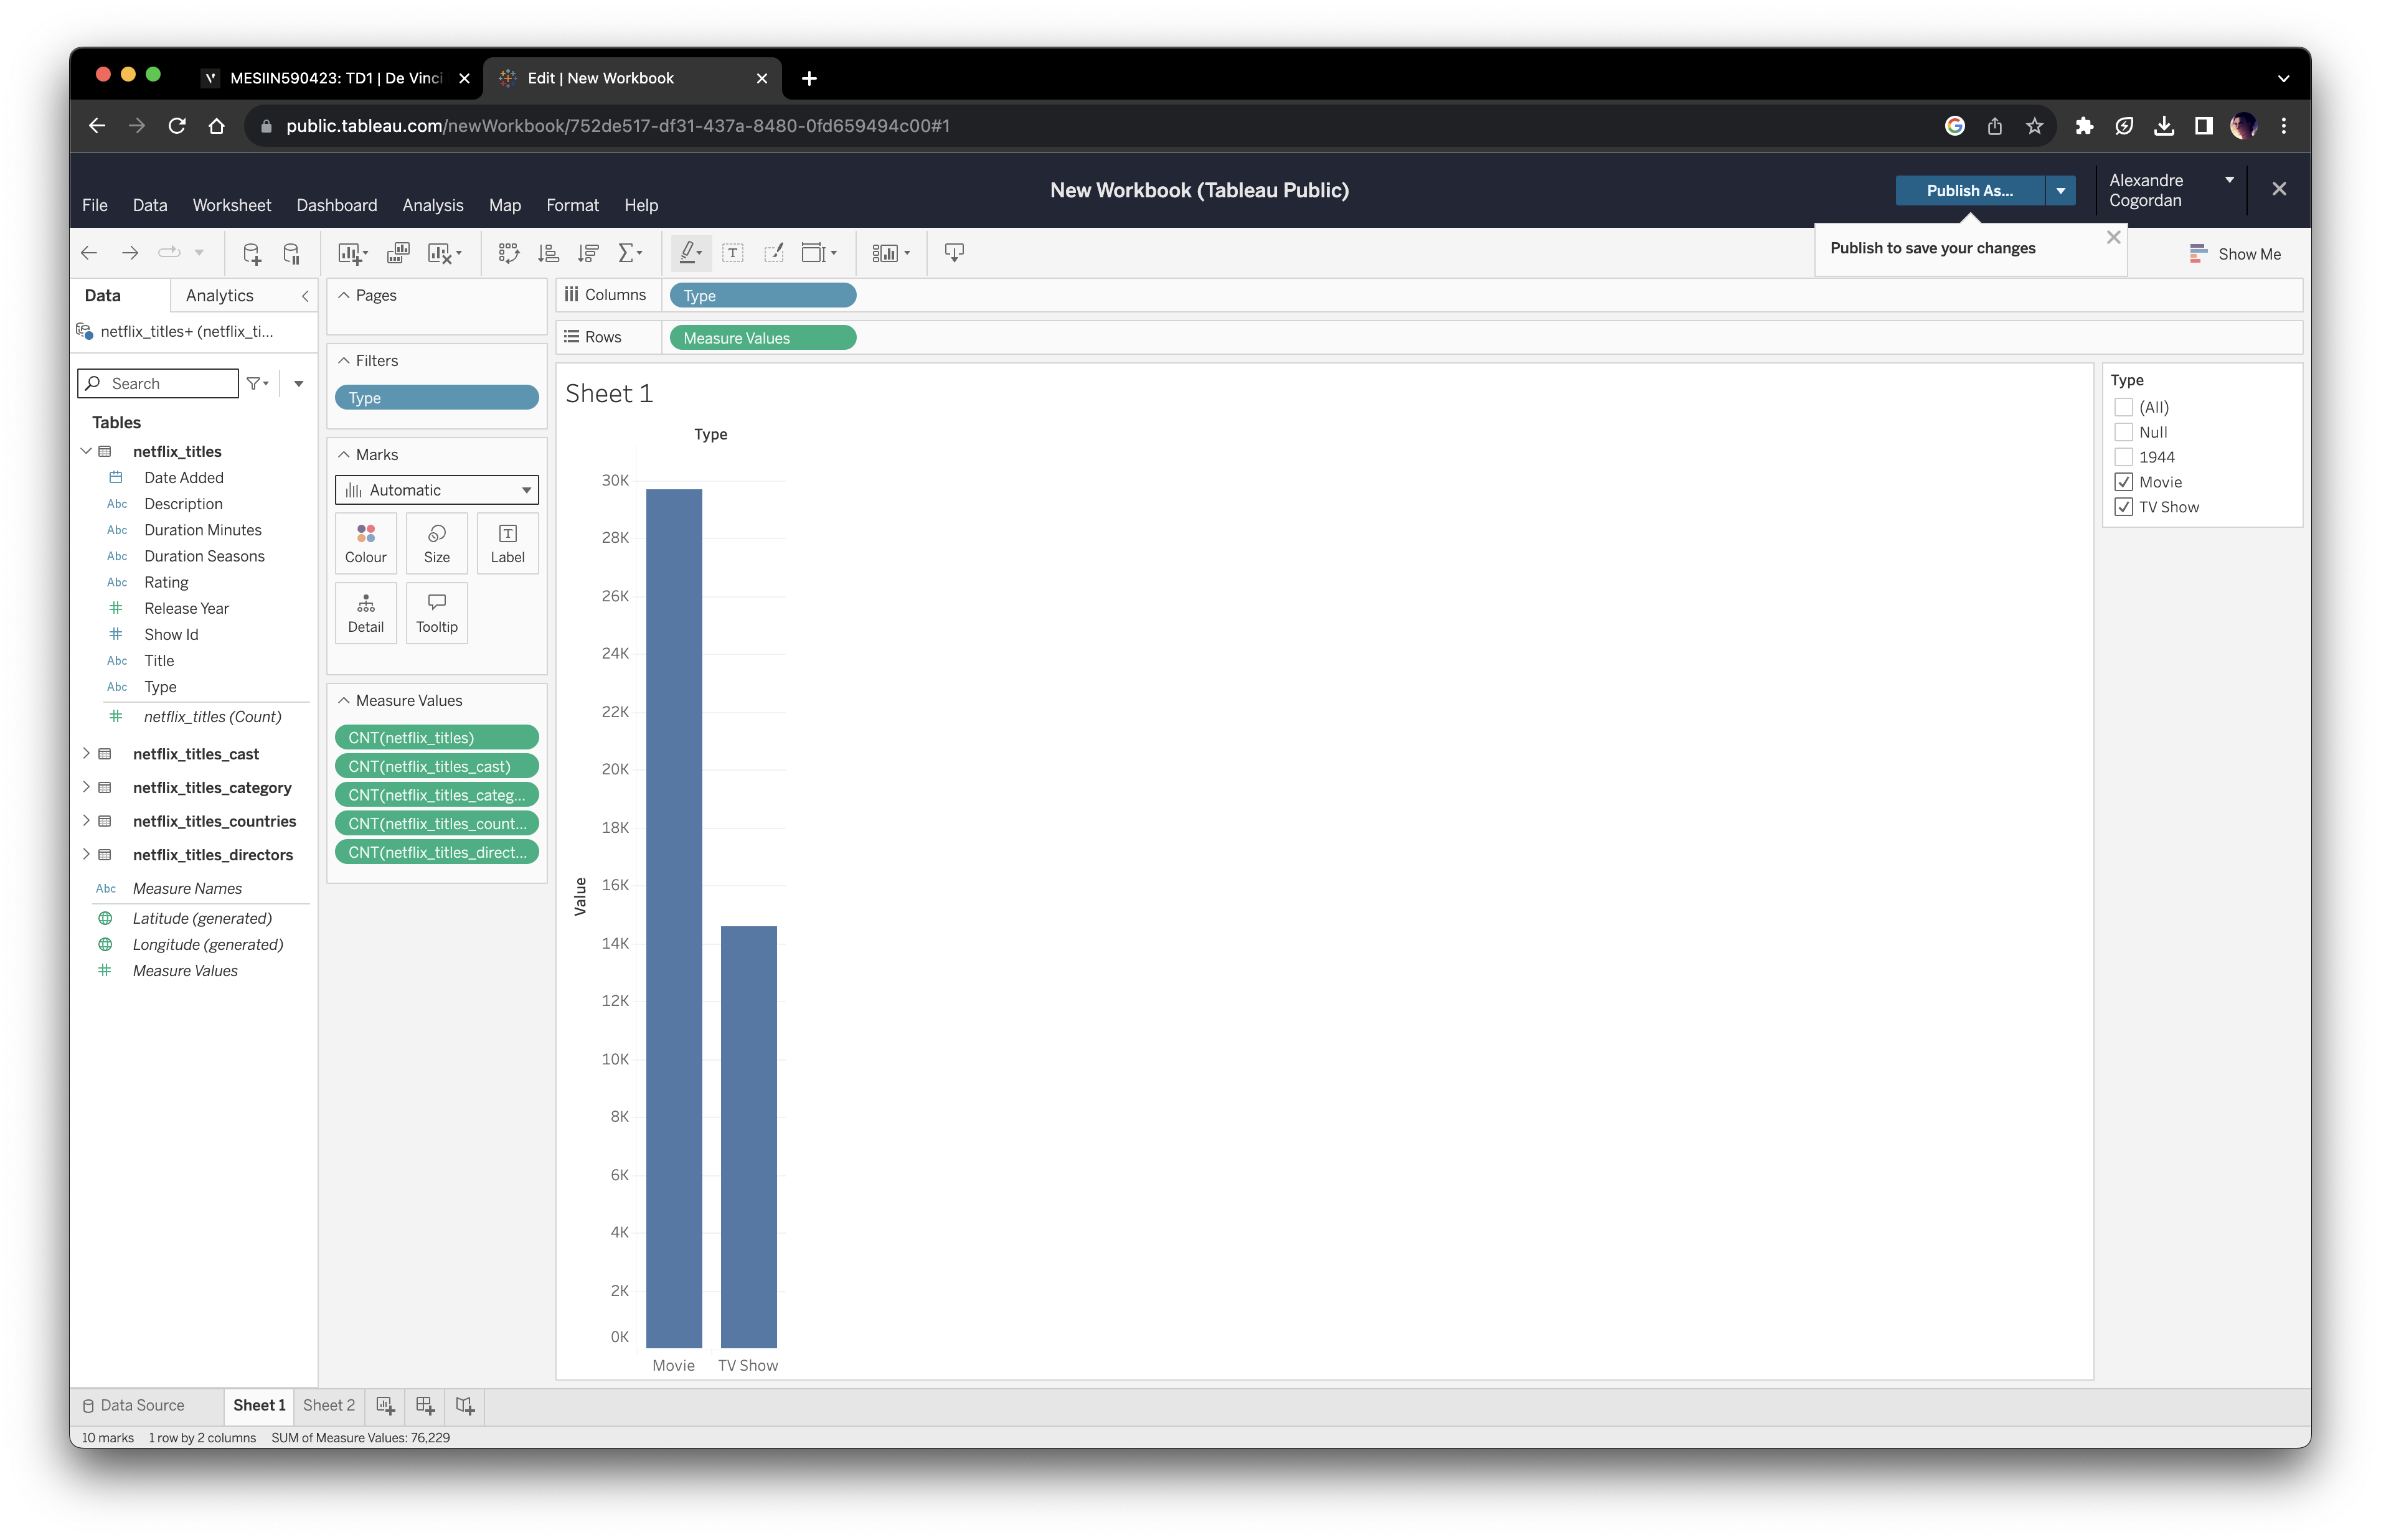 MESIIN590423: TD1 | De Vinci
Edit | New Workbook
public.tableau.com/newWorkbook/752de517-df31-437a-8480-0fd659494c00#1
New Workbook (Tableau Public)
Publish As...
Alexandre
Cogordan
File Data Worksheet Dashboard Analysis Map Format Help
Publish to save your changes
Show Me
Data
Analytics
netflix_titles+ (netflix_ti...
Search
Tables
netflix_titles
Date Added
Abc Description
Abc Duration Minutes
Abc Duration Seasons
Abc Rating
Release Year
Show Id
Abc Title
Abc Type
netflix_titles (Count)
netflix_titles_cast
netflix_titles_category
netflix_titles_countries
netflix_titles_directors
Abc Measure Names
Latitude (generated)
Longitude (generated)
Measure Values
Pages
Filters
Type
Marks
Automatic
Colour
Size
Label
Detail
Tooltip
Measure Values
CNT(netflix_titles)
CNT(netflix_titles_cast)
CNT(netflix_titles_categ...
CNT(netflix_titles_count...
CNT(netflix_titles_direct...
Columns
Type
Rows
Measure Values
Sheet 1
Type
30K
28K
26K
24K
22K
20K
18K
16K
14K
12K
10K
8K
6K
4K
2K
0K
Value
Movie
TV Show
Type
(All)
Null
1944
Movie
TV Show
Data Source
Sheet 1
Sheet 2
10 marks 1 row by 2 columns SUM of Measure Values: 76,229